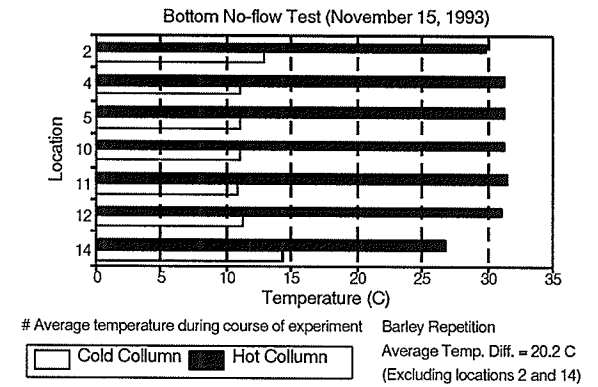 Bottom No-flow Test (November 15, 1993)
Location
2
4
5
10
11
12
14
0 5 10 15 20 25 30 35
Temperature (C)
# Average temperature during course of experiment
Cold Collumn Hot Collumn
Barley Repetition
Average Temp. Diff. = 20.2 C
(Excluding locations 2 and 14)